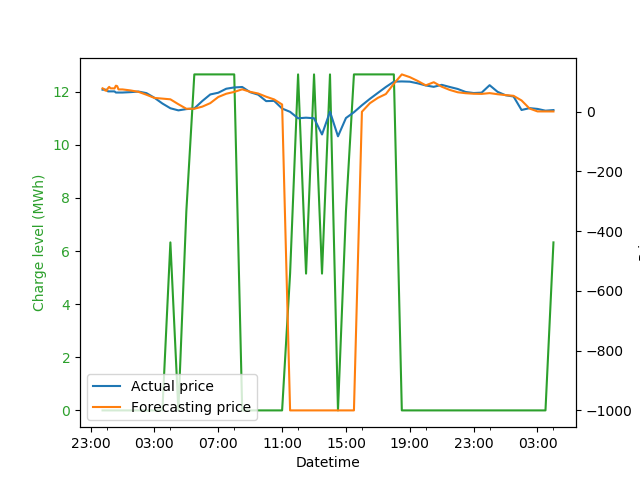 12
10
8
6
4
2
0
Charge level (MWh)
0
−200
−400
−600
−800
−1000
Actual price
Forecasting price
23:00 03:00 07:00 11:00 15:00 19:00 23:00 03:00
Datetime